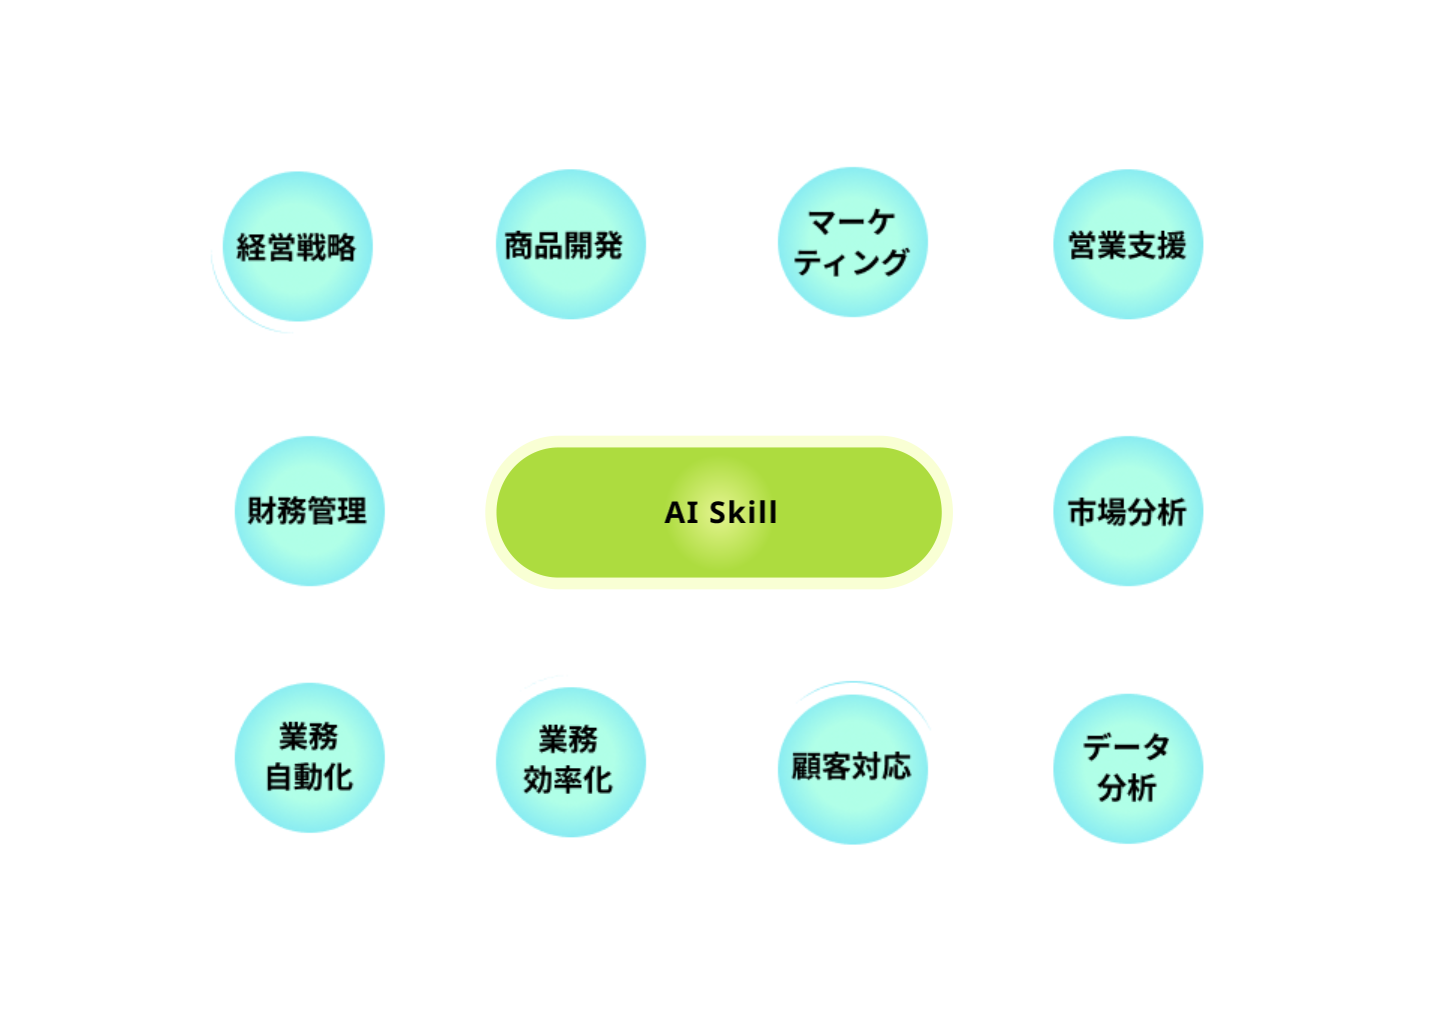 経営戦略
商品開発
マーケ
ティング
営業支援
財務管理
AI Skill
市場分析
業務
自動化
業務
効率化
顧客対応
データ
分析